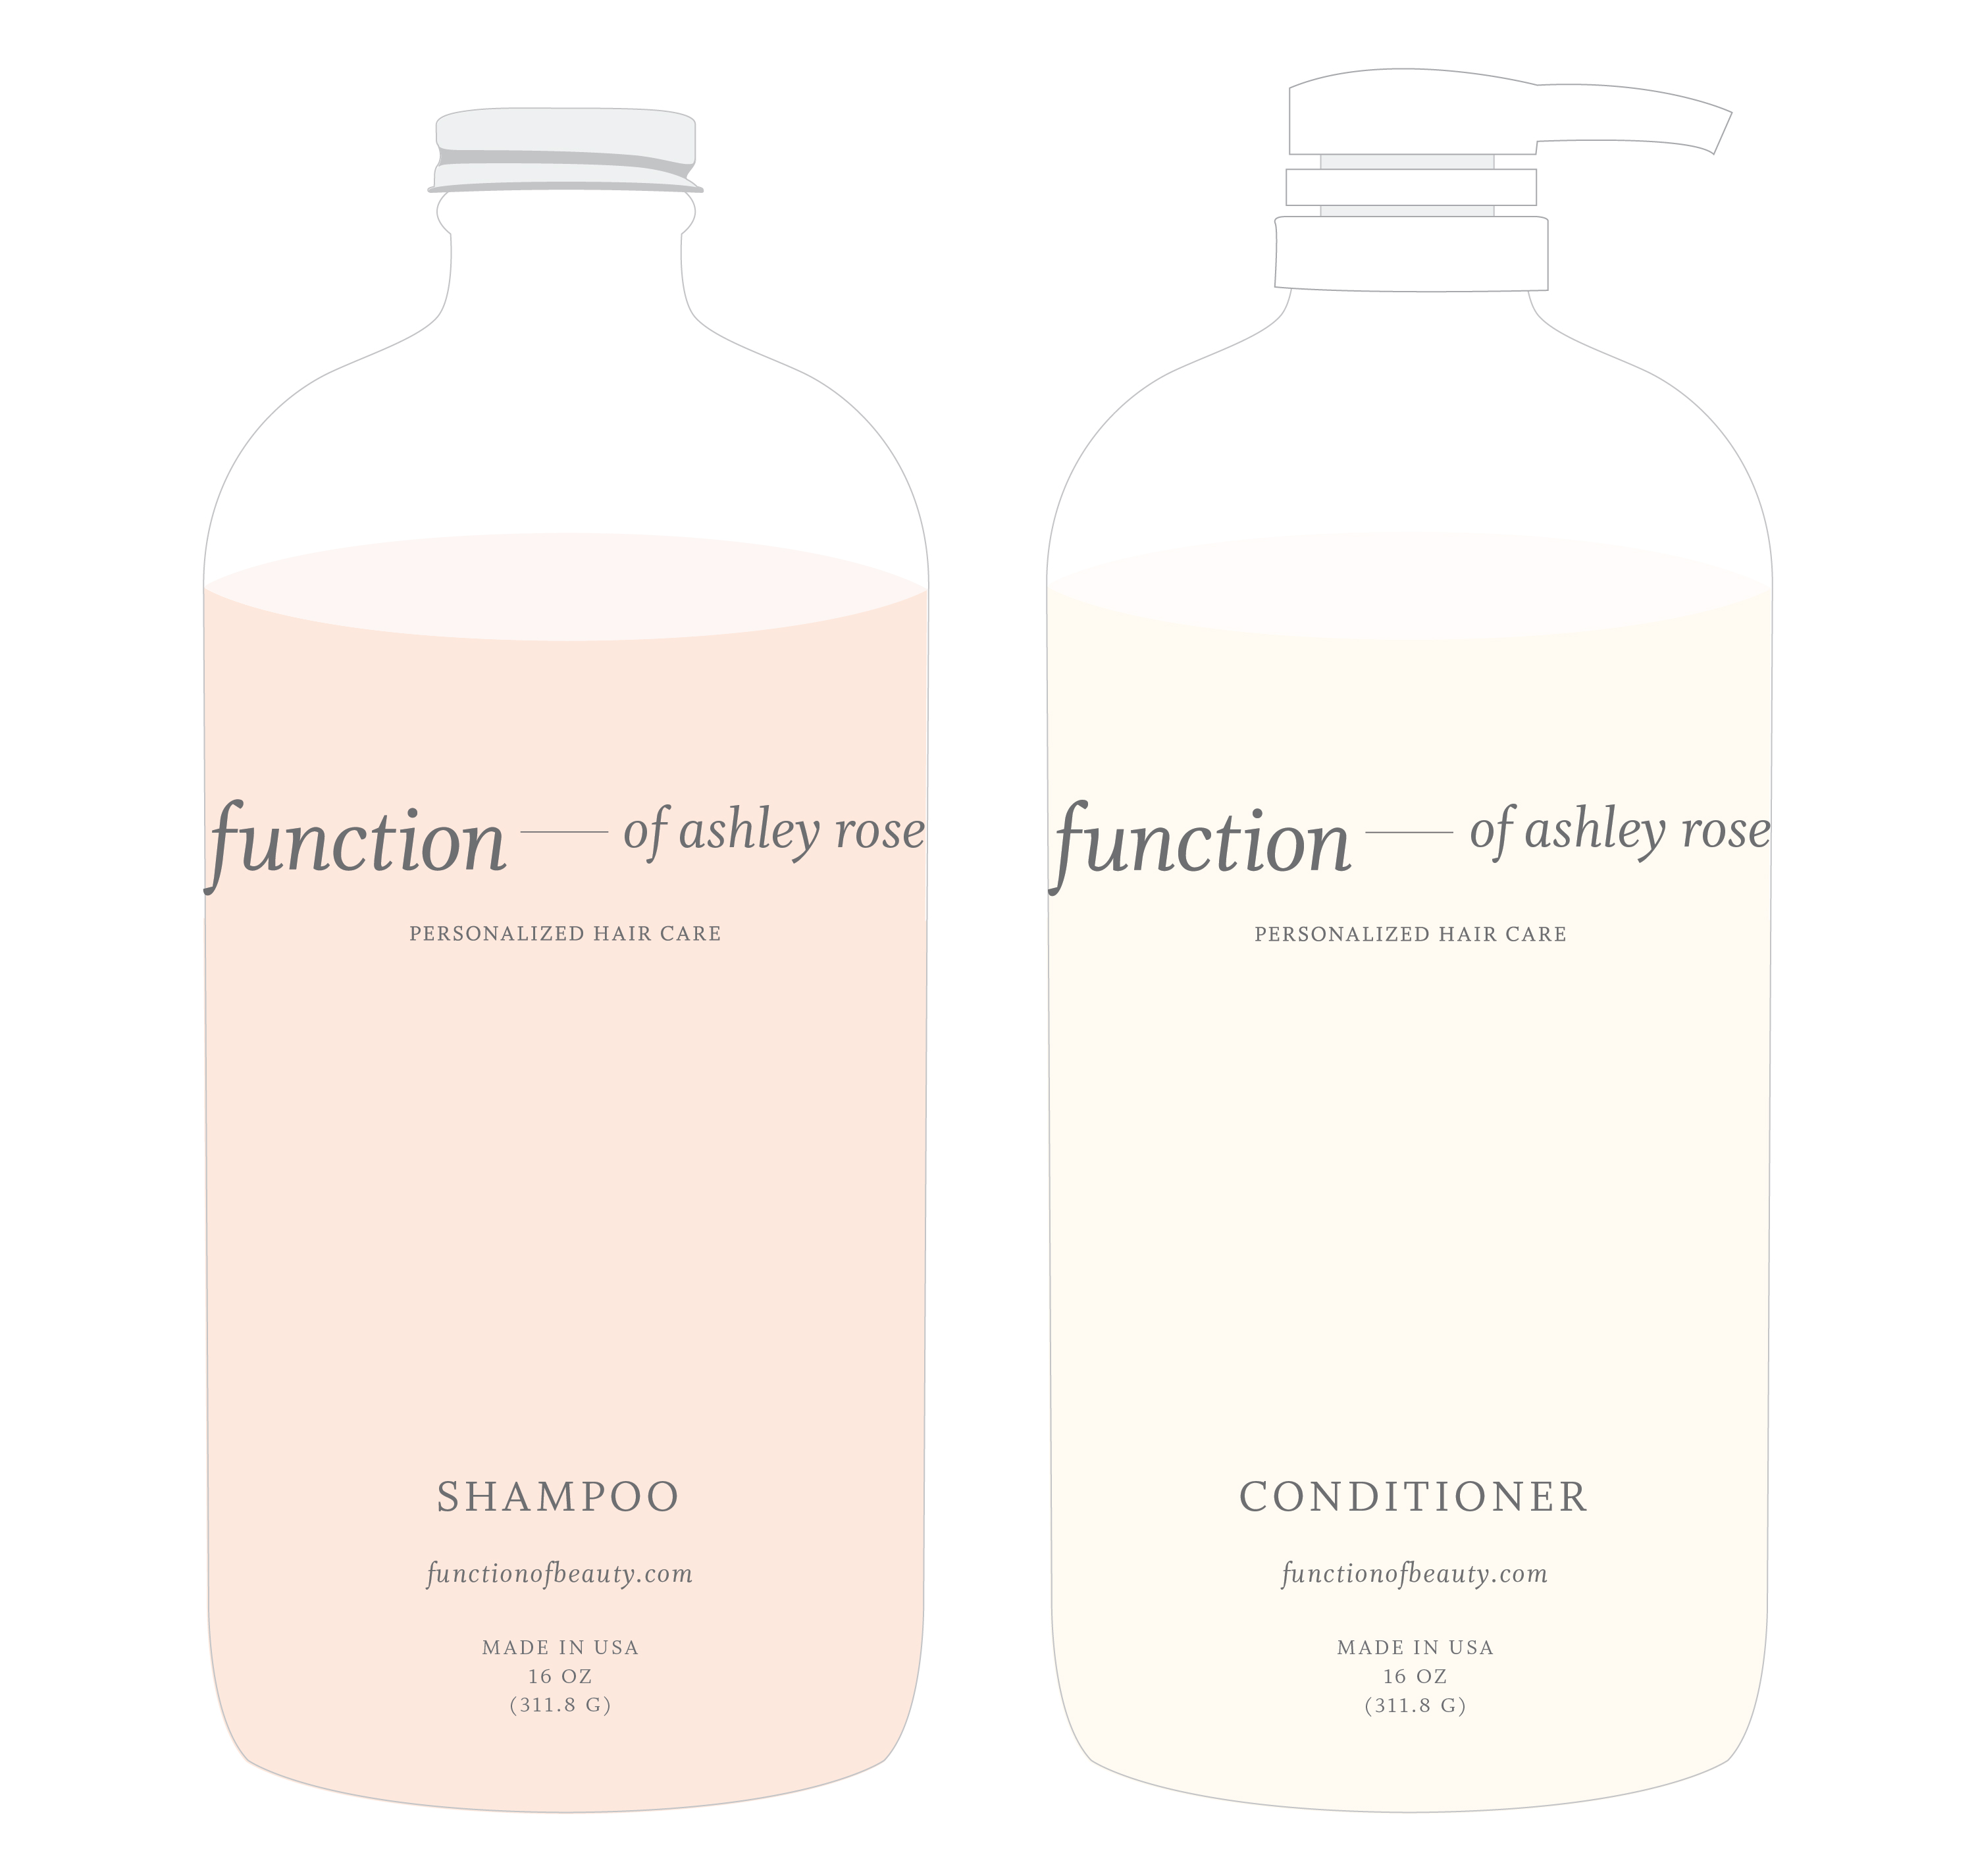 function — of ashley rose
PERSONALIZED HAIR CARE
SHAMPOO
functionofbeauty.com
MADE IN USA
16 OZ
(311.8 G)
function — of ashley rose
PERSONALIZED HAIR CARE
CONDITIONER
functionofbeauty.com
MADE IN USA
16 OZ
(311.8 G)